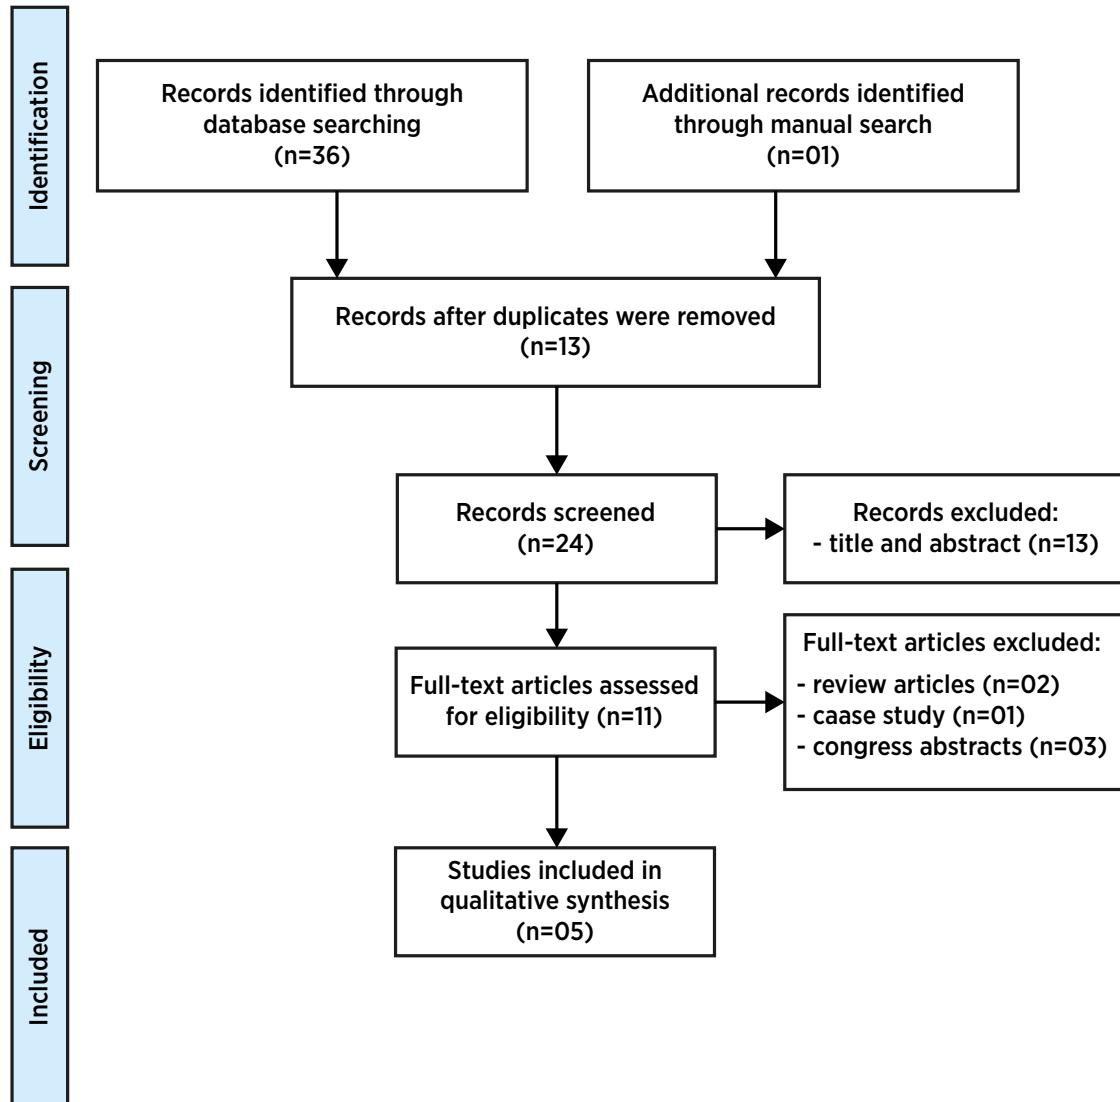 Identification
Records identified through
database searching
(n=36)
Additional records identified
through manual search
(n=01)
Screening
Records after duplicates were removed
(n=13)
Records screened
(n=24)
Records excluded:
- title and abstract (n=13)
Eligibility
Full-text articles assessed
for eligibility (n=11)
Full-text articles excluded:
- review articles (n=02)
- caase study (n=01)
- congress abstracts (n=03)
Included
Studies included in
qualitative synthesis
(n=05)